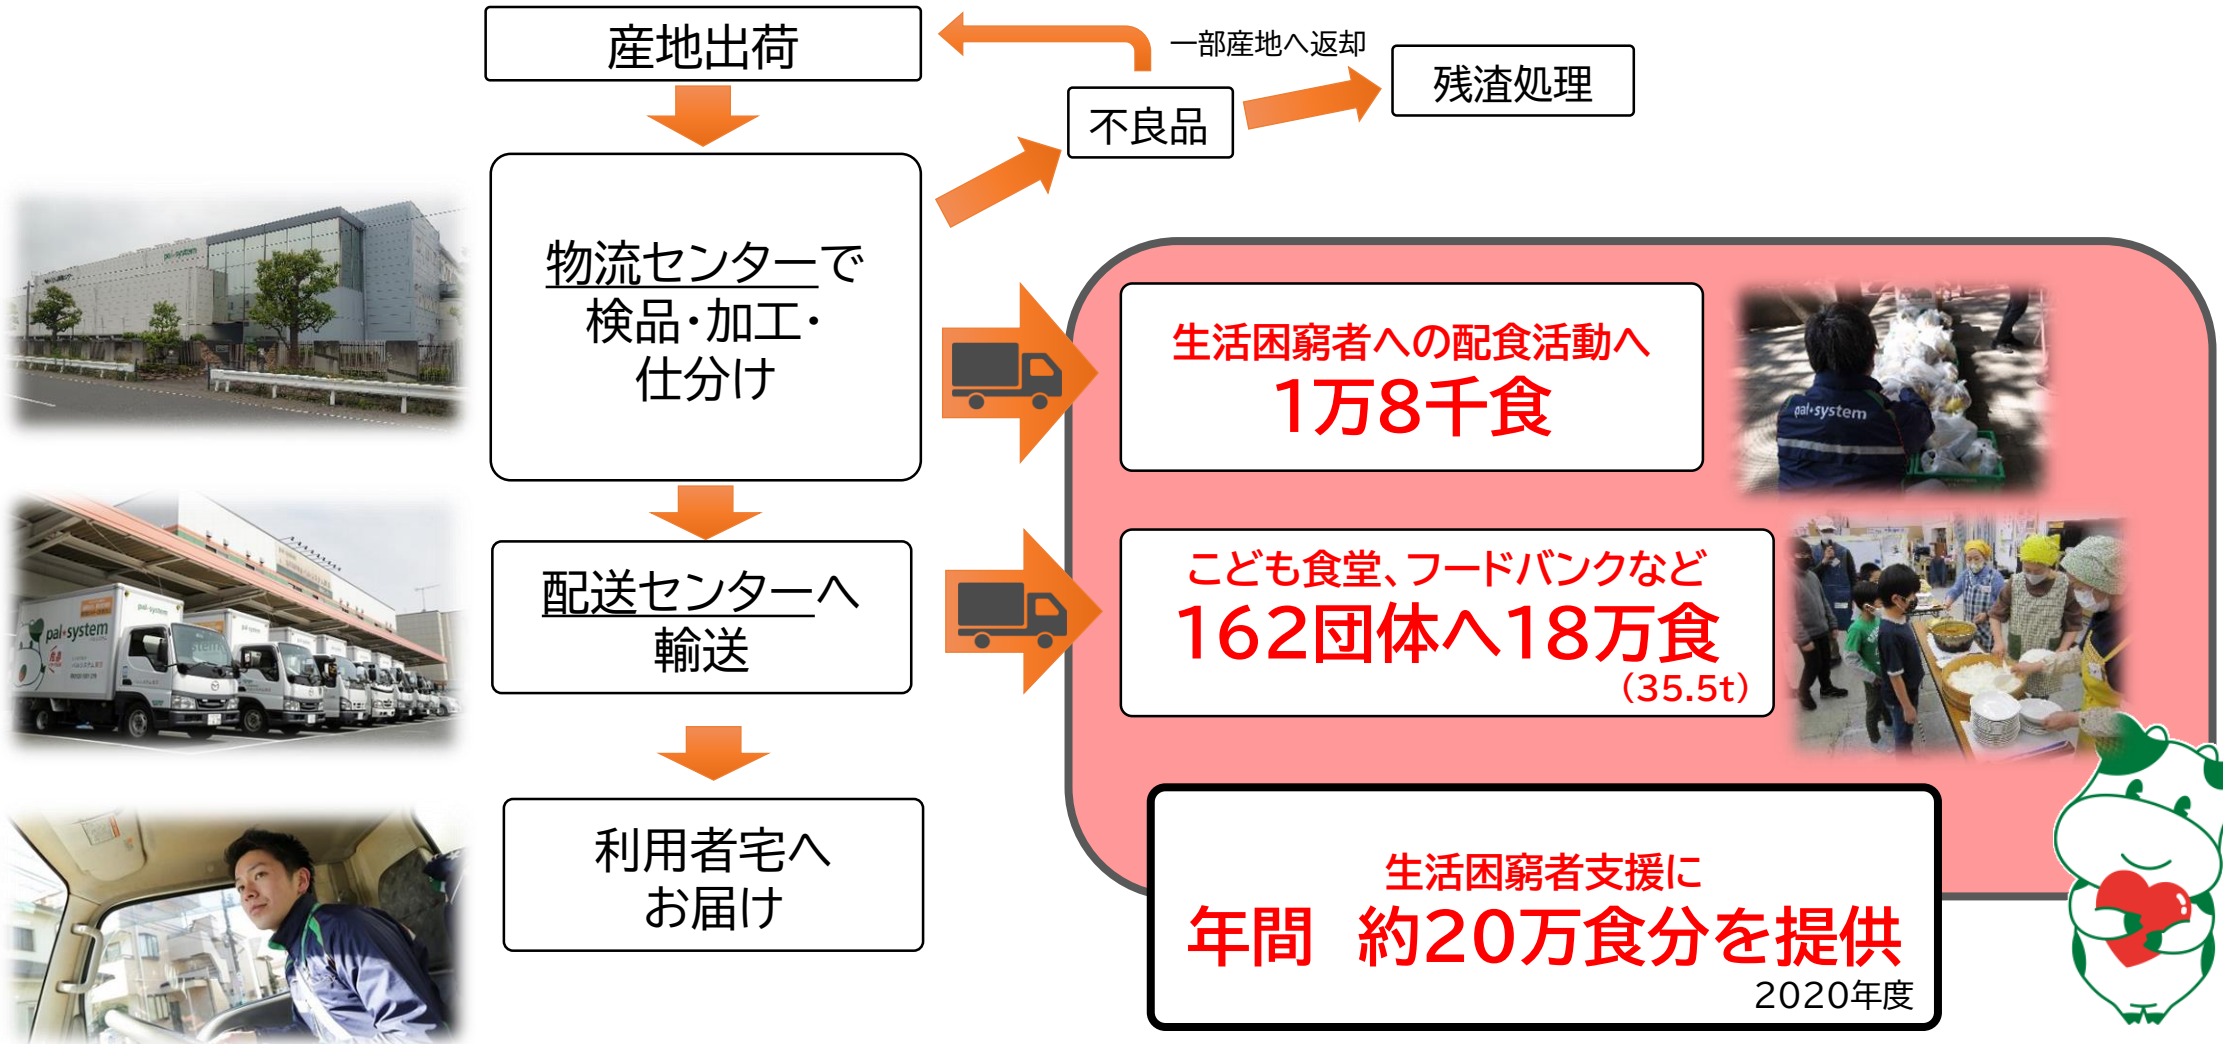 産地出荷
一部産地へ返却
残渣処理
不良品
物流センターで
検品・加工・
仕分け
pal*system
生活困窮者への配食活動へ
1万8千食
pal*system
配送センターへ
輸送
pal*system
pal*system
こども食堂、フードバンクなど
162団体へ18万食
(35.5t)
利用者宅へ
お届け
生活困窮者支援に
年間 約20万食分を提供
2020年度